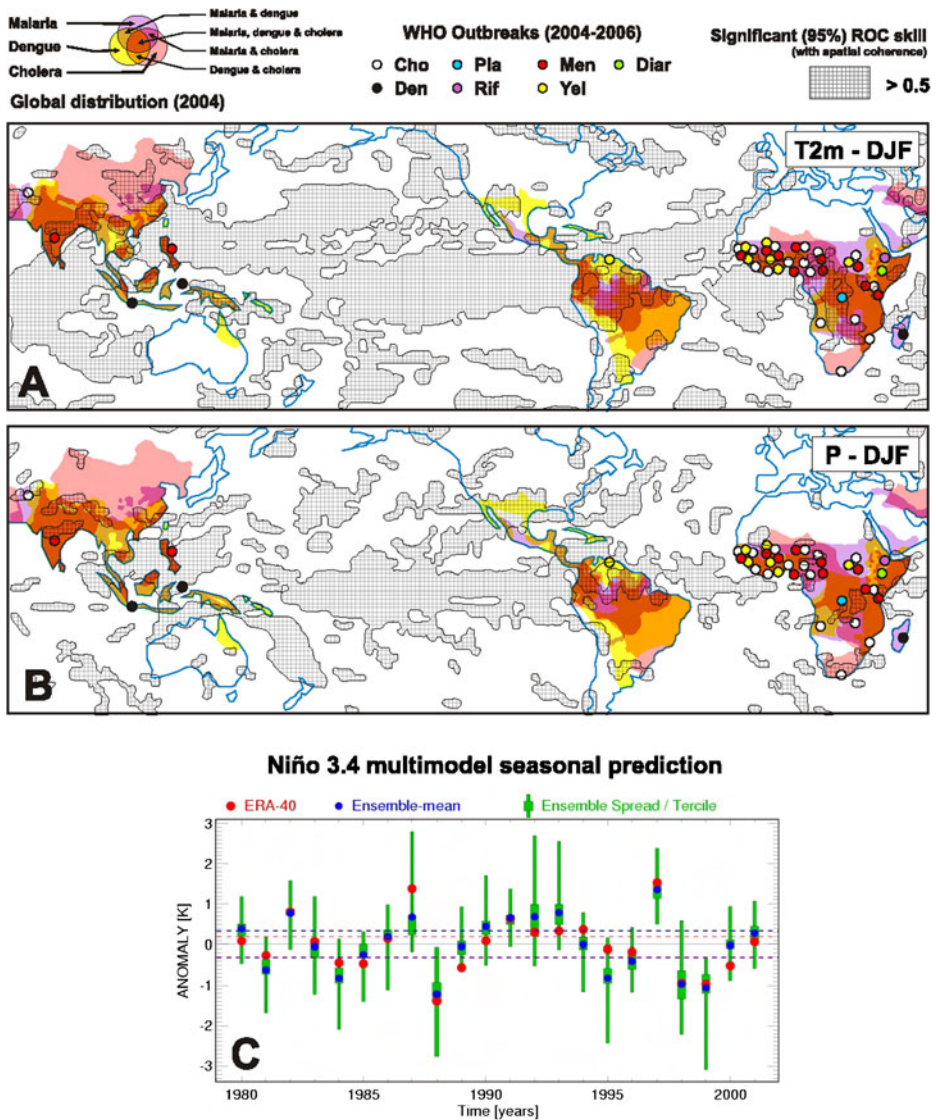 Malaria
Dengue
Cholera
Malaria & dengue
Malaria, dengue & cholera
Malaria & cholera
Dengue & cholera
Global distribution (2004)
WHO Outbreaks (2004-2006)
Cho
Pla
Men
Diar
Den
Rif
Yel
Significant (95%) ROC skill
(with spatial coherence)
> 0.5
T2m - DJF
A
P - DJF
B
Niño 3.4 multimodel seasonal prediction
ERA-40
Ensemble-mean
Ensemble Spread / Tercile
3
2
1
0
-1
-2
-3
ANOMALY [K]
C
1980
1985
1990
1995
2000
Time [years]